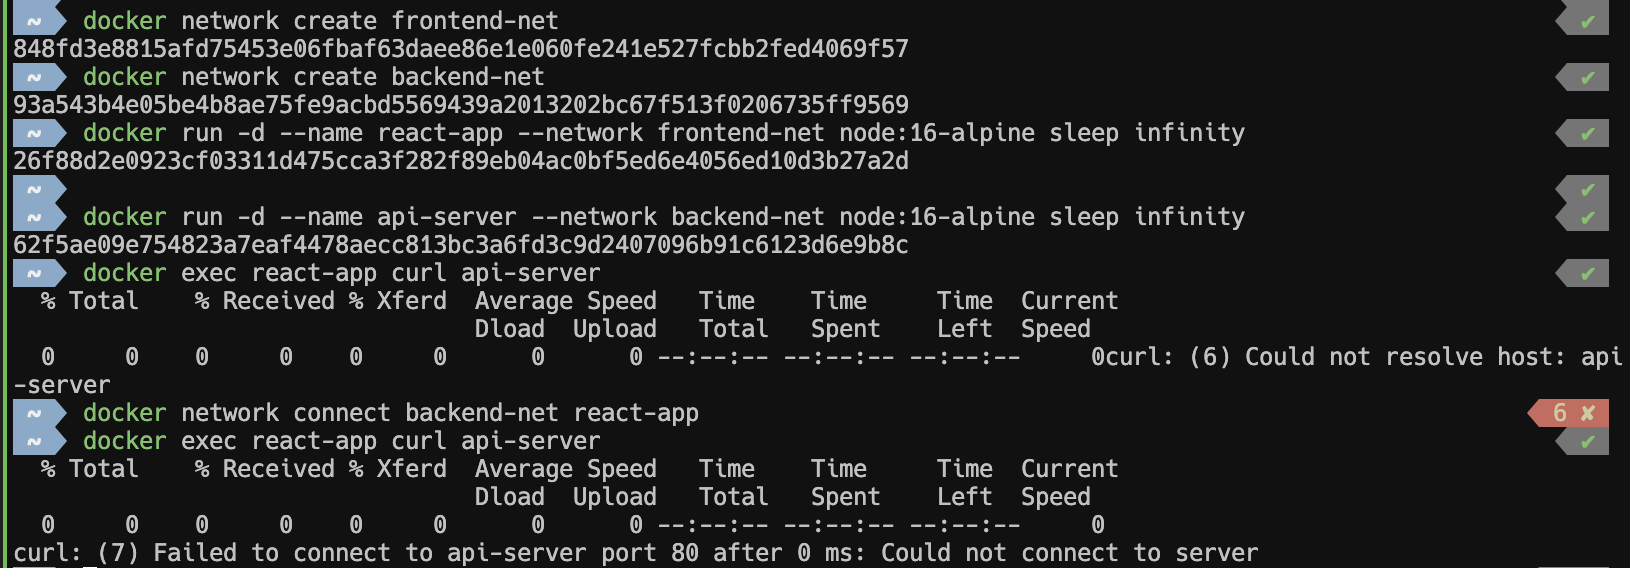 ~ docker network create frontend-net ✔
848fd3e8815afd75453e06fbaf63daee86e1e060fe241e527fcbb2fed4069f57
~ docker network create backend-net ✔
93a543b4e05be4b8ae75fe9acbd5569439a2013202bc67f513f0206735ff9569
~ docker run -d --name react-app --network frontend-net node:16-alpine sleep infinity ✔
26f88d2e0923cf03311d475cca3f282f89eb04ac0bf5ed6e4056ed10d3b27a2d
~ ✔
~ docker run -d --name api-server --network backend-net node:16-alpine sleep infinity ✔
62f5ae09e754823a7eaf4478aecc813bc3a6fd3c9d2407096b91c6123d6e9b8c
~ docker exec react-app curl api-server ✔
  % Total    % Received % Xferd  Average Speed   Time    Time     Time  Current
                                 Dload  Upload   Total   Spent    Left  Speed
  0     0    0     0    0     0      0      0 --:--:-- --:--:-- --:--:--     0curl: (6) Could not resolve host: api
-server
~ docker network connect backend-net react-app 6 ✘
~ docker exec react-app curl api-server ✔
  % Total    % Received % Xferd  Average Speed   Time    Time     Time  Current
                                 Dload  Upload   Total   Spent    Left  Speed
  0     0    0     0    0     0      0      0 --:--:-- --:--:-- --:--:--     0
curl: (7) Failed to connect to api-server port 80 after 0 ms: Could not connect to server